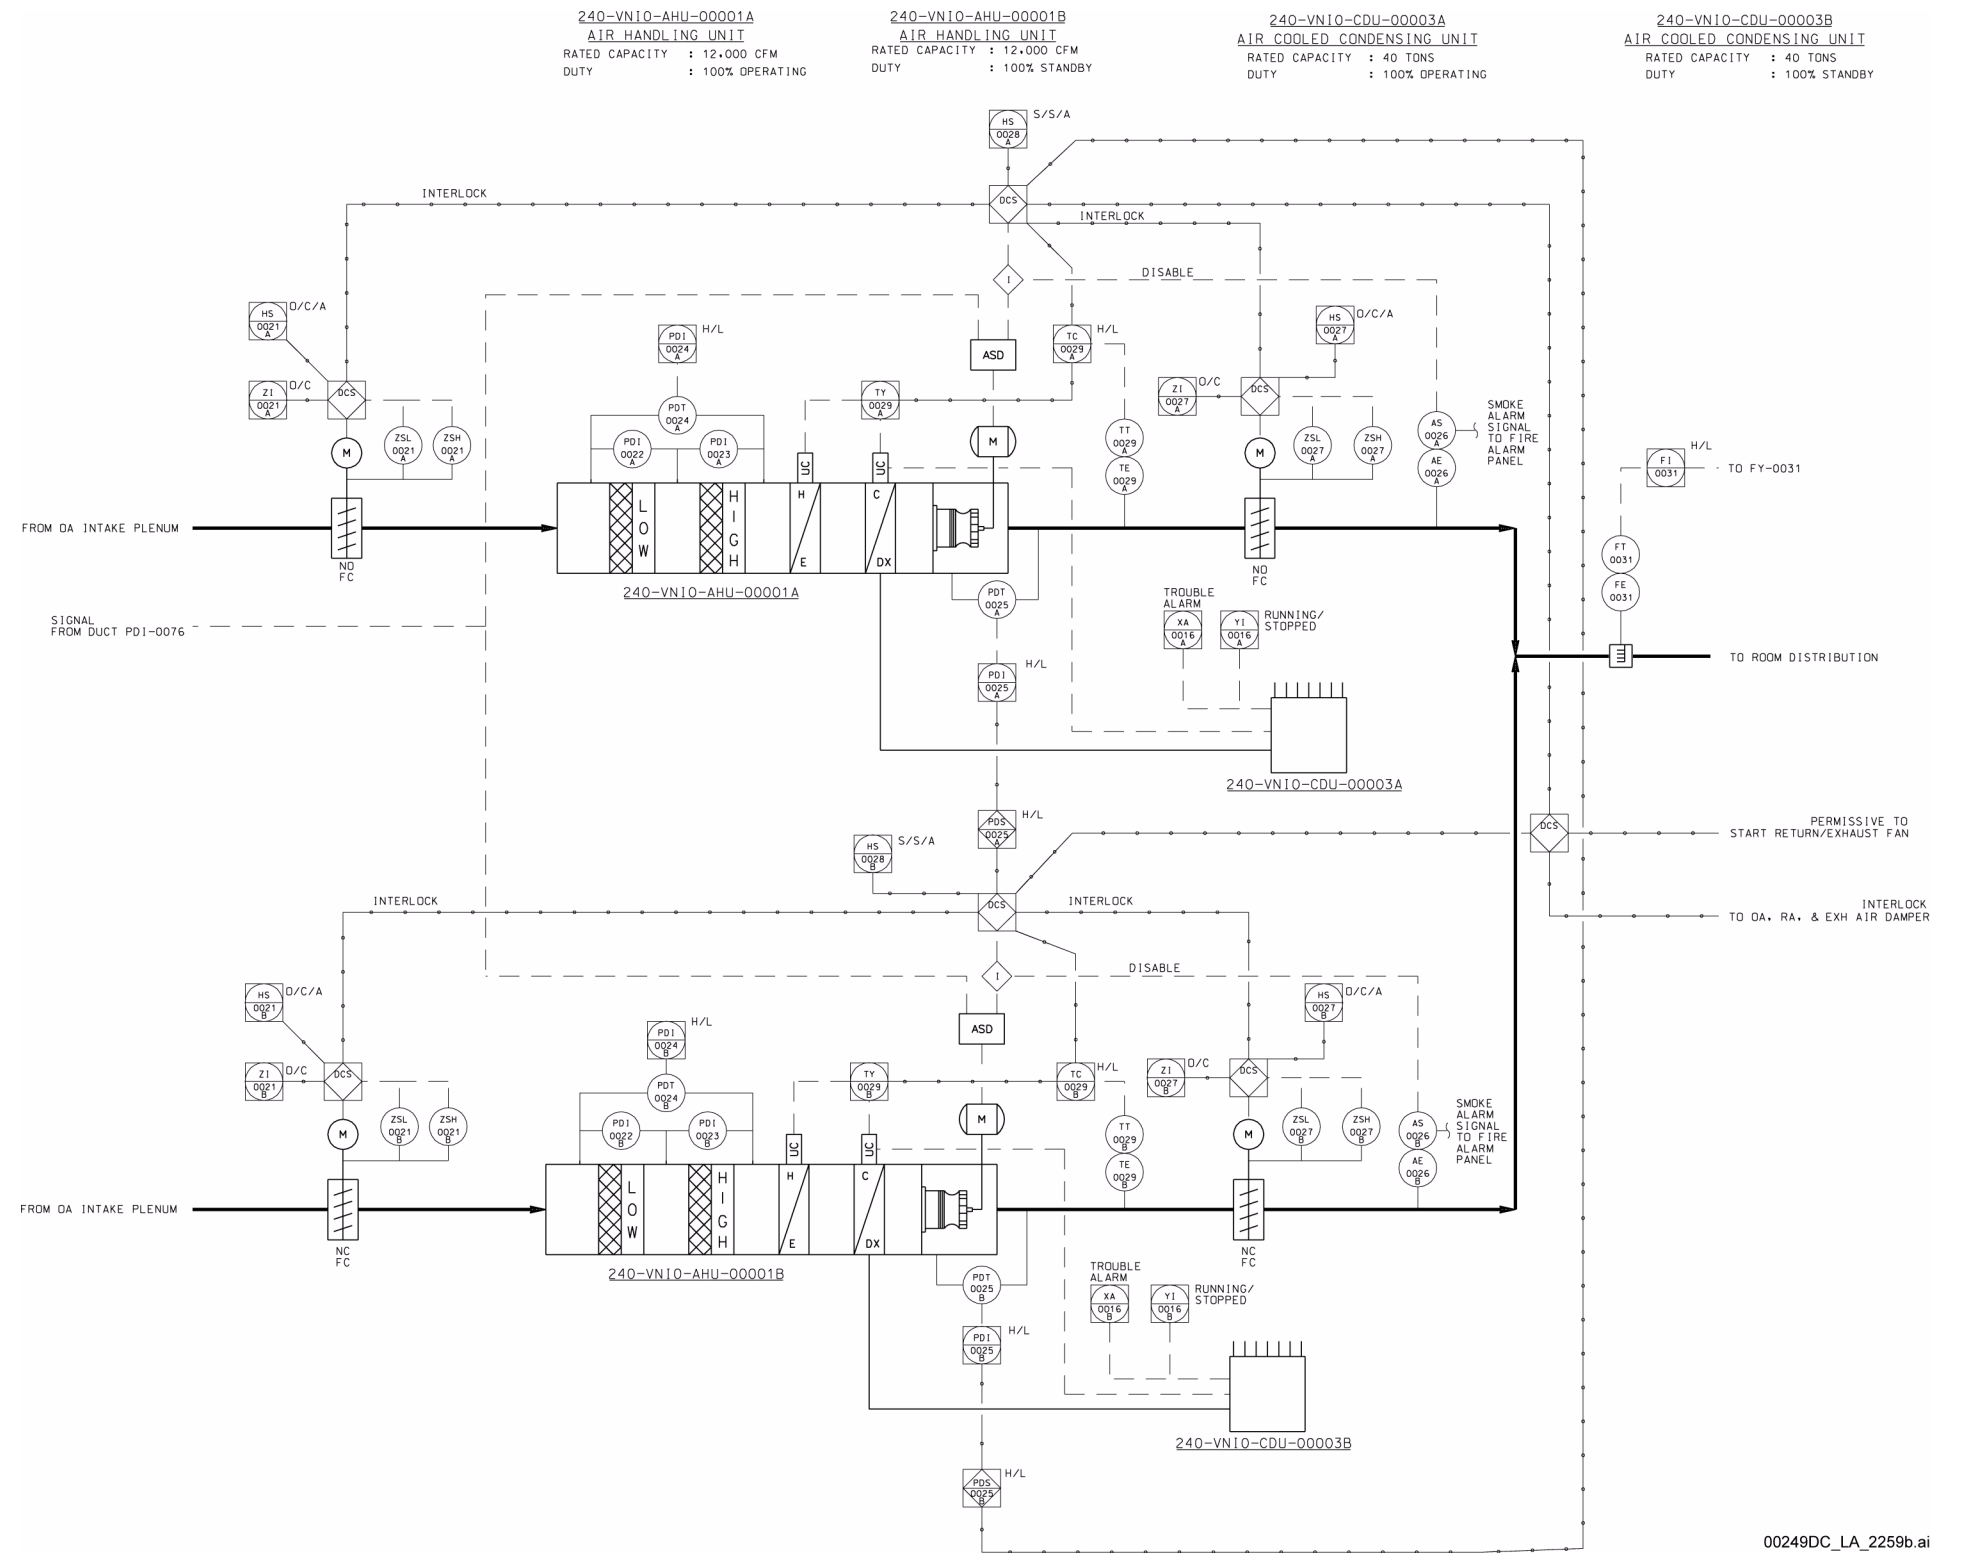 240-VNIO-AHU-00001A
AIR HANDLING UNIT
RATED CAPACITY : 12,000 CFM
DUTY : 100% OPERATING
240-VNIO-AHU-00001B
AIR HANDLING UNIT
RATED CAPACITY : 12,000 CFM
DUTY : 100% STANDBY
240-VNIO-CDU-00003A
AIR COOLED CONDENSING UNIT
RATED CAPACITY : 40 TONS
DUTY : 100% OPERATING
240-VNIO-CDU-00003B
AIR COOLED CONDENSING UNIT
RATED CAPACITY : 40 TONS
DUTY : 100% STANDBY
HS
0028
A
S/S/A
DCS
INTERLOCK
INTERLOCK
I
DISABLE
HS
0021
A
O/C/A
ZI
0021
A
O/C
DCS
M
ZSL
0021
A
ZSH
0021
A
PDI
0024
A
H/L
PDT
0024
A
PDI
0022
A
PDI
0023
A
ASD
M
TC
0029
A
H/L
TY
0029
A
UC
UC
TT
0029
A
TE
0029
A
HS
0027
A
O/C/A
ZI
0027
A
O/C
DCS
M
ZSL
0027
A
ZSH
0027
A
AS
0026
A
AE
0026
A
SMOKE
ALARM
SIGNAL
TO FIRE
ALARM
PANEL
FI
0031
H/L
TO FY-0031
FT
0031
FE
0031
FROM OA INTAKE PLENUM
NO
FC
LOW
HIGH
H
E
C
DX
240-VNIO-AHU-00001A
NO
FC
PDT
0025
A
PDI
0025
A
H/L
TROUBLE
ALARM
XA
0016
A
YI
0016
A
RUNNING/
STOPPED
240-VNIO-CDU-00003A
SIGNAL
FROM DUCT PDI-0076
TO ROOM DISTRIBUTION
PDS
0025
A
H/L
HS
0028
B
S/S/A
DCS
PERMISSIVE TO
START RETURN/EXHAUST FAN
DCS
INTERLOCK
INTERLOCK
INTERLOCK
TO OA, RA, & EXH AIR DAMPER
I
DISABLE
HS
0021
B
O/C/A
ZI
0021
B
O/C
DCS
M
ZSL
0021
B
ZSH
0021
B
PDI
0024
B
H/L
PDT
0024
B
PDI
0022
B
PDI
0023
B
ASD
M
TY
0029
B
TC
0029
B
H/L
UC
UC
TT
0029
B
TE
0029
B
HS
0027
B
O/C/A
ZI
0027
B
O/C
DCS
M
ZSL
0027
B
ZSH
0027
B
AS
0026
B
AE
0026
B
SMOKE
ALARM
SIGNAL
TO FIRE
ALARM
PANEL
FROM OA INTAKE PLENUM
NC
FC
LOW
HIGH
H
E
C
DX
240-VNIO-AHU-00001B
NC
FC
PDT
0025
B
PDI
0025
B
H/L
TROUBLE
ALARM
XA
0016
B
YI
0016
B
RUNNING/
STOPPED
240-VNIO-CDU-00003B
PDS
0025
B
H/L
00249DC_LA_2259b.ai